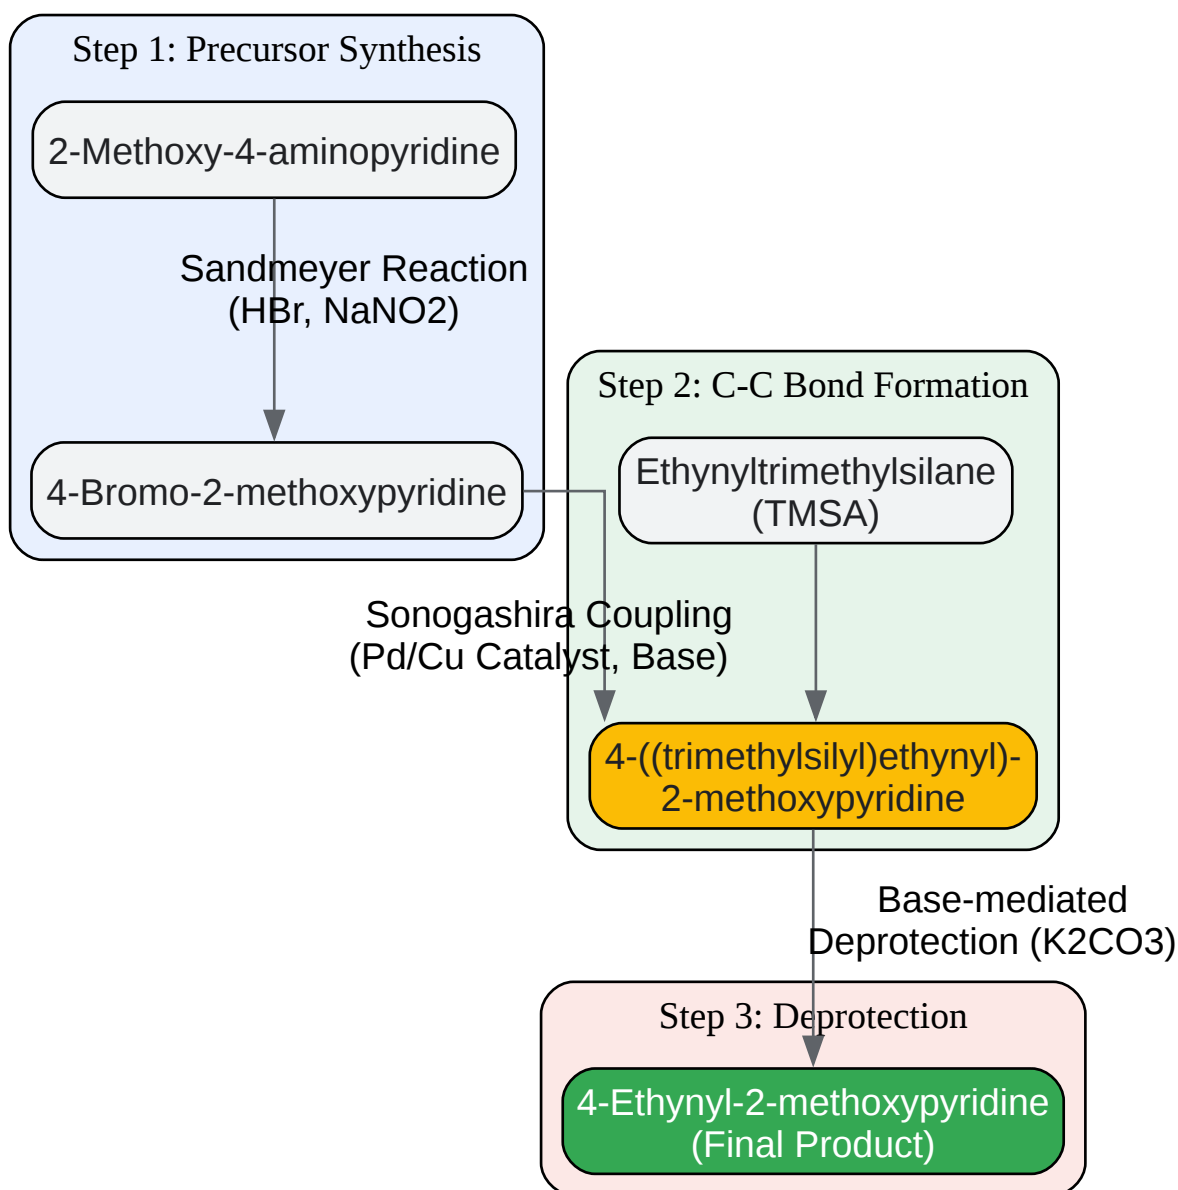 Step 1: Precursor Synthesis
2-Methoxy-4-aminopyridine
Sandmeyer Reaction
(HBr, NaNO2)
4-Bromo-2-methoxypyridine
Step 2: C-C Bond Formation
Ethynyltrimethylsilane
(TMSA)
Sonogashira Coupling
(Pd/Cu Catalyst, Base)
4-((trimethylsilyl)ethynyl)-
2-methoxypyridine
Base-mediated
Deprotection (K2CO3)
Step 3: Deprotection
4-Ethynyl-2-methoxypyridine
(Final Product)